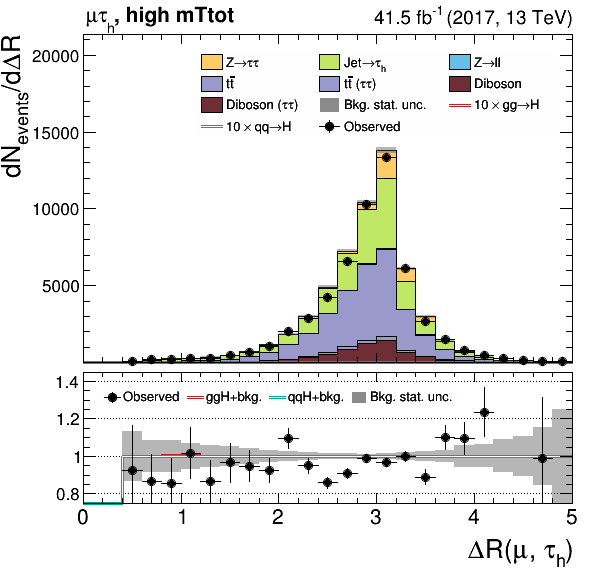 μτh, high mTtot 41.5 fb-1 (2017, 13 TeV)
dNevents/dΔR
Z→ττ Jet→τh Z→ll
tt̄ tt̄ (ττ) Diboson
Diboson (ττ) Bkg. stat. unc. 10 × gg→H
10 × qq→H Observed
20000
15000
10000
5000
Observed ggH+bkg. qqH+bkg. Bkg. stat. unc.
1.4
1.2
1.0
0.8
0 1 2 3 4 5
ΔR(μ, τh)